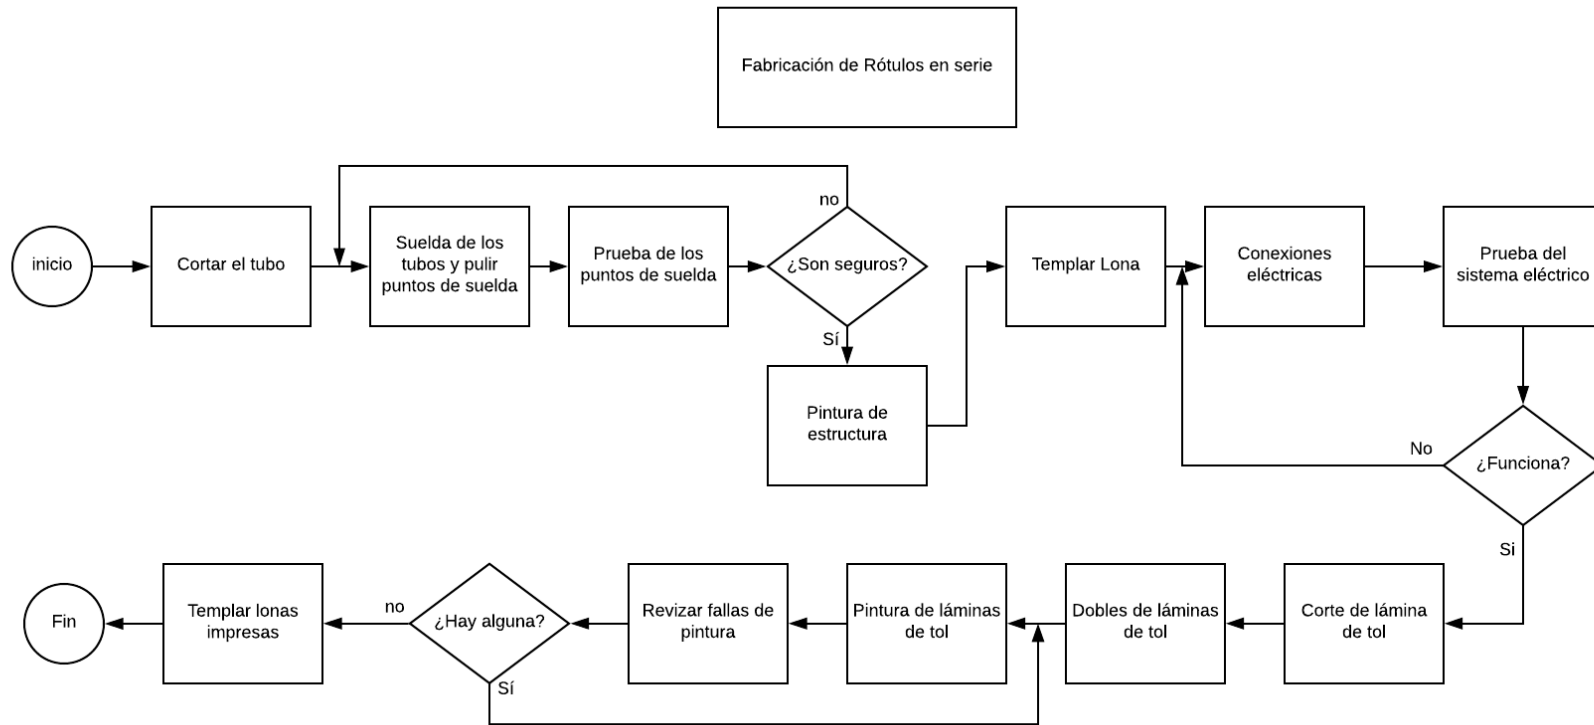 Fabricación de Rótulos en serie
inicio
Cortar el tubo
Suelda de los
tubos y pulir
puntos de suelda
Prueba de los
puntos de suelda
no
¿Son seguros?
Sí
Pintura de
estructura
Templar Lona
Conexiones
eléctricas
Prueba del
sistema eléctrico
No
¿Funciona?
Si
Corte de lámina
de tol
Dobles de láminas
de tol
Pintura de láminas
de tol
Revizar fallas de
pintura
¿Hay alguna?
Sí
no
Templar lonas
impresas
Fin